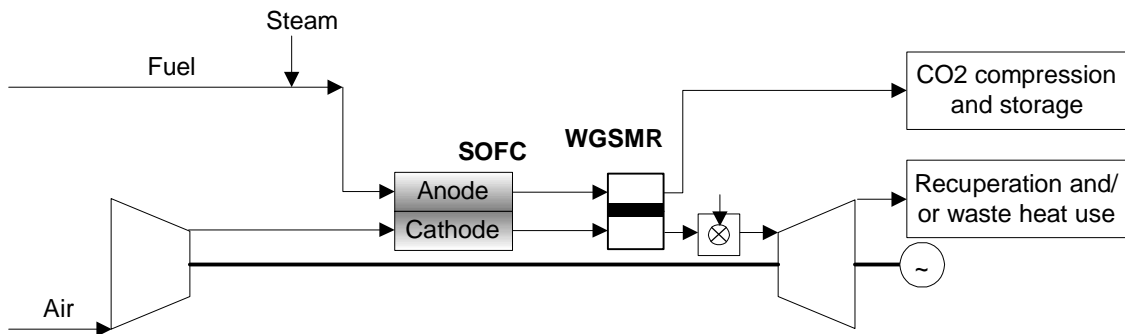 Steam
Fuel
CO2 compression
and storage
SOFC
WGSMR
Anode
Cathode
Recuperation and/
or waste heat use
~
Air